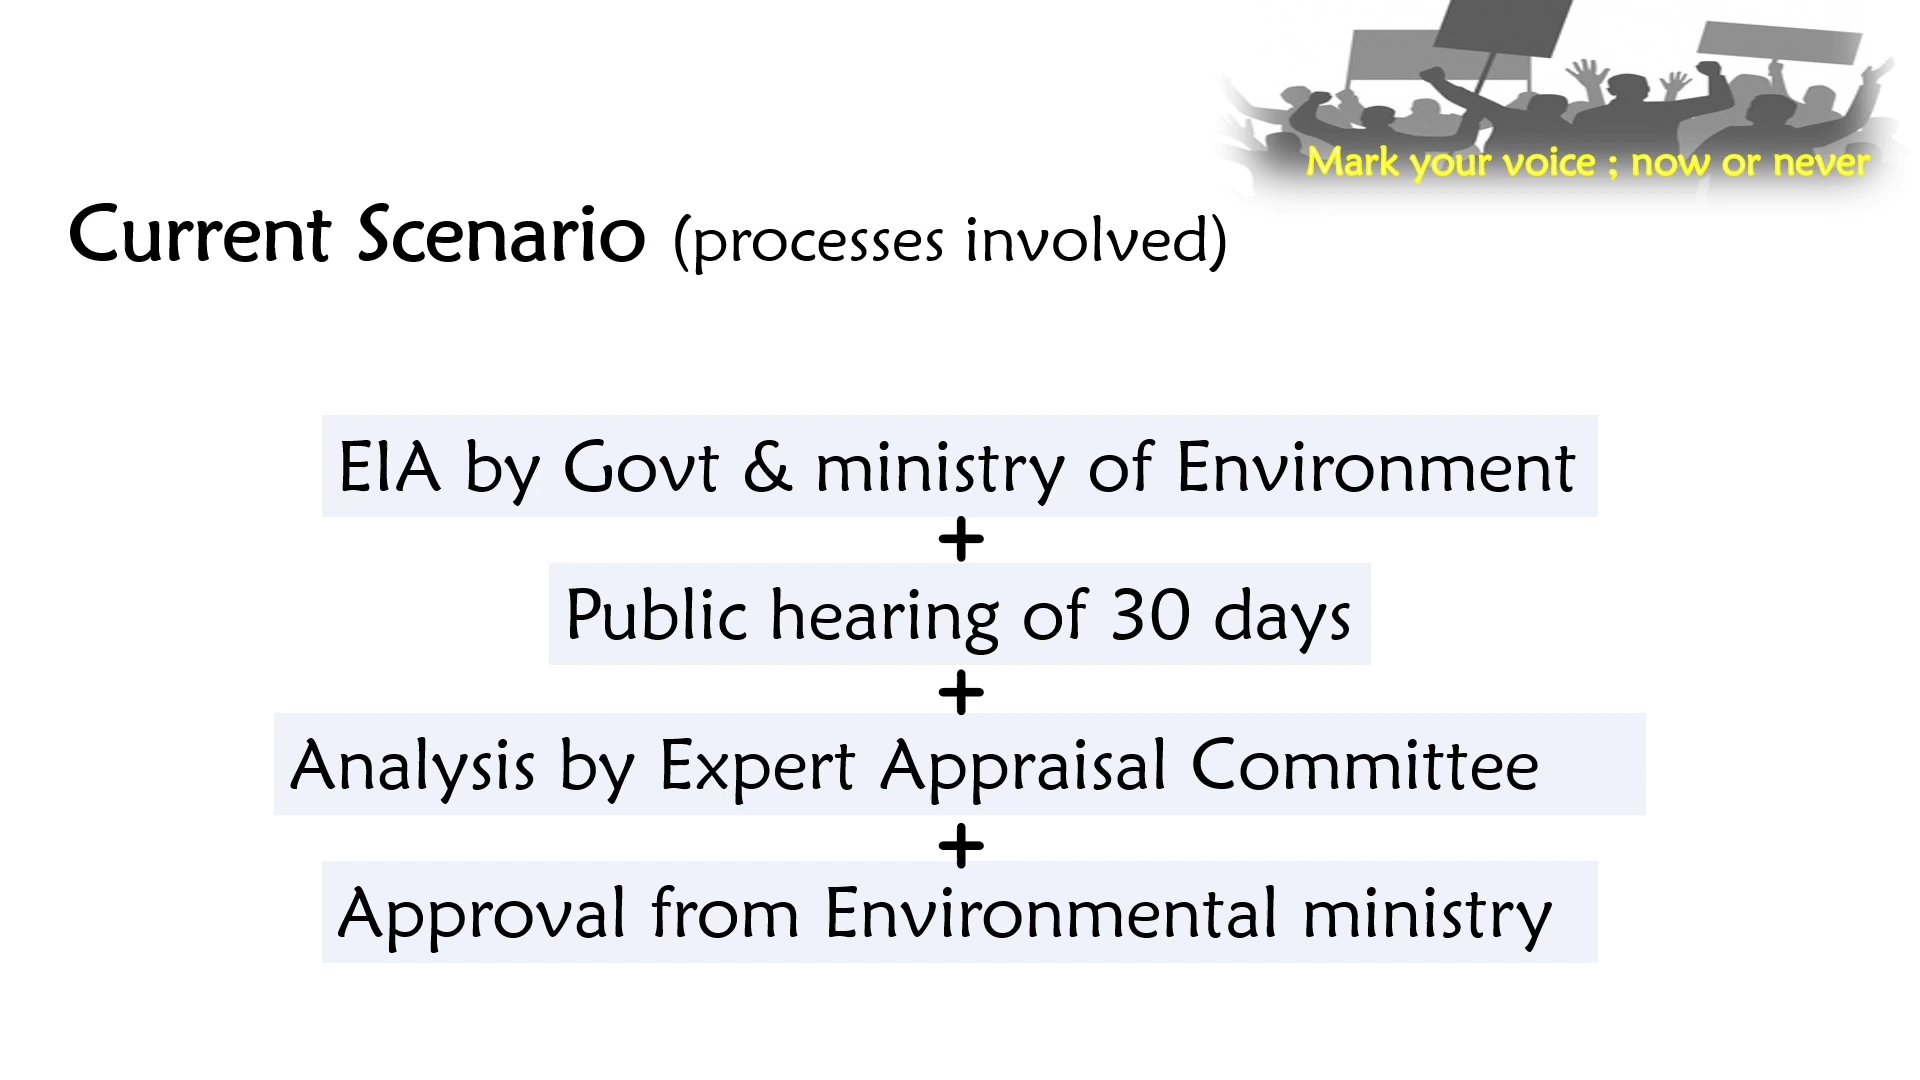 Mark your voice ; now or never
Current Scenario (processes involved)
EIA by Govt & ministry of Environment
+
Public hearing of 30 days
+
Analysis by Expert Appraisal Committee
+
Approval from Environmental ministry